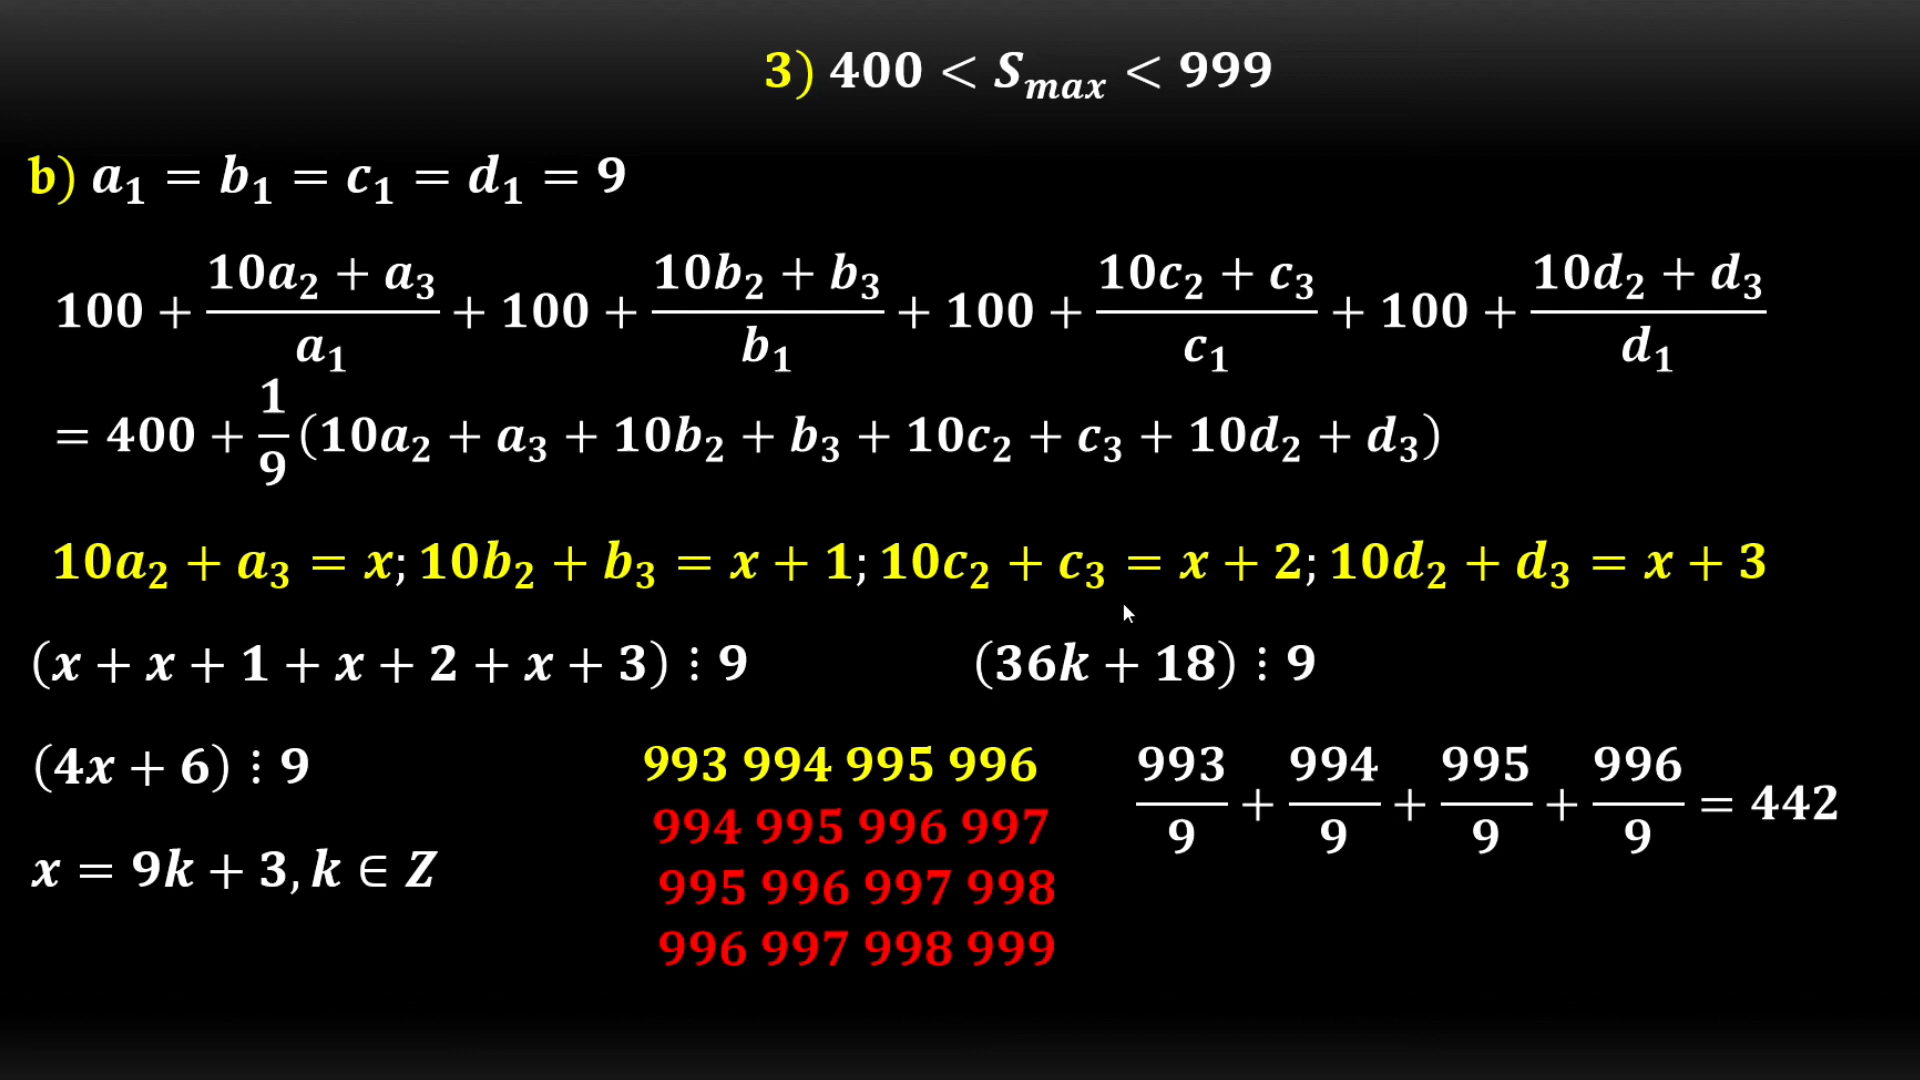 3) 400 < S_max < 999
b) a₁ = b₁ = c₁ = d₁ = 9
100 + (10a₂ + a₃)/a₁ + 100 + (10b₂ + b₃)/b₁ + 100 + (10c₂ + c₃)/c₁ + 100 + (10d₂ + d₃)/d₁
= 400 + 1/9 (10a₂ + a₃ + 10b₂ + b₃ + 10c₂ + c₃ + 10d₂ + d₃)
10a₂ + a₃ = x; 10b₂ + b₃ = x + 1; 10c₂ + c₃ = x + 2; 10d₂ + d₃ = x + 3
(x + x + 1 + x + 2 + x + 3) ⋮ 9
(36k + 18) ⋮ 9
(4x + 6) ⋮ 9
x = 9k + 3, k ∈ Z
993 994 995 996
994 995 996 997
995 996 997 998
996 997 998 999
993/9 + 994/9 + 995/9 + 996/9 = 442